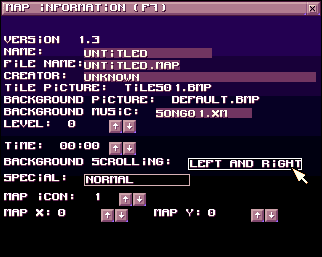 MAP INFORMATION (F7)
VERSION 1.3
NAME: UNTITLED
FILE NAME: UNTITLED.MAP
CREATOR: UNKNOWN
TILE PICTURE: TILES01.BMP
BACKGROUND PICTURE: DEFAULT.BMP
BACKGROUND MUSIC: SONG01.XM
LEVEL: 0
TIME: 00:00
BACKGROUND SCROLLING: LEFT AND RIGHT
SPECIAL: NORMAL
MAP ICON: 1
MAP X: 0 MAP Y: 0